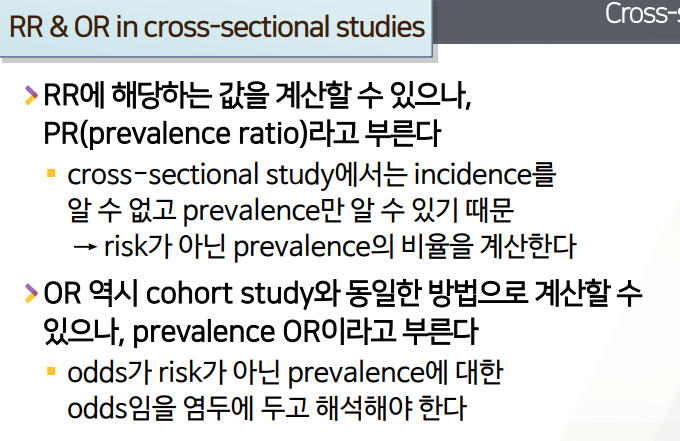 RR & OR in cross-sectional studies
RR에 해당하는 값을 계산할 수 있으나,
PR(prevalence ratio)라고 부른다
cross-sectional study에서는 incidence를
알 수 없고 prevalence만 알 수 있기 때문
→ risk가 아닌 prevalence의 비율을 계산한다
OR 역시 cohort study와 동일한 방법으로 계산할 수
있으나, prevalence OR이라고 부른다
odds가 risk가 아닌 prevalence에 대한
odds임을 염두에 두고 해석해야 한다